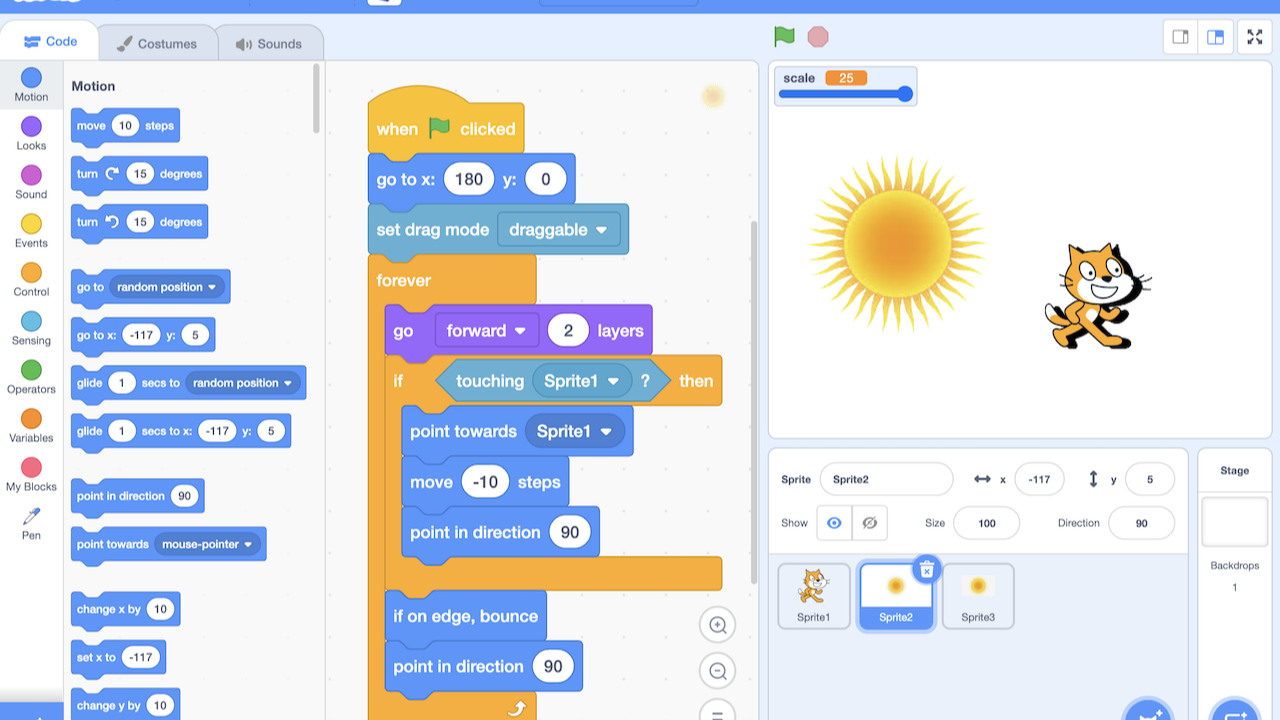 Code
Costumes
Sounds
Motion
Looks
Sound
Events
Control
Sensing
Operators
Variables
My Blocks
Pen
Motion
move 10 steps
turn 15 degrees
turn 15 degrees
go to random position
go to x: -117 y: 5
glide 1 secs to random position
glide 1 secs to x: -117 y: 5
point in direction 90
point towards mouse-pointer
change x by 10
set x to -117
change y by 10
when clicked
go to x: 180 y: 0
set drag mode draggable
forever
go forward 2 layers
if touching Sprite1 ? then
point towards Sprite1
move -10 steps
point in direction 90
if on edge, bounce
point in direction 90
scale 25
Sprite Sprite2 x -117 y 5
Show Size 100 Direction 90
Sprite1
Sprite2
Sprite3
Stage
Backdrops
1